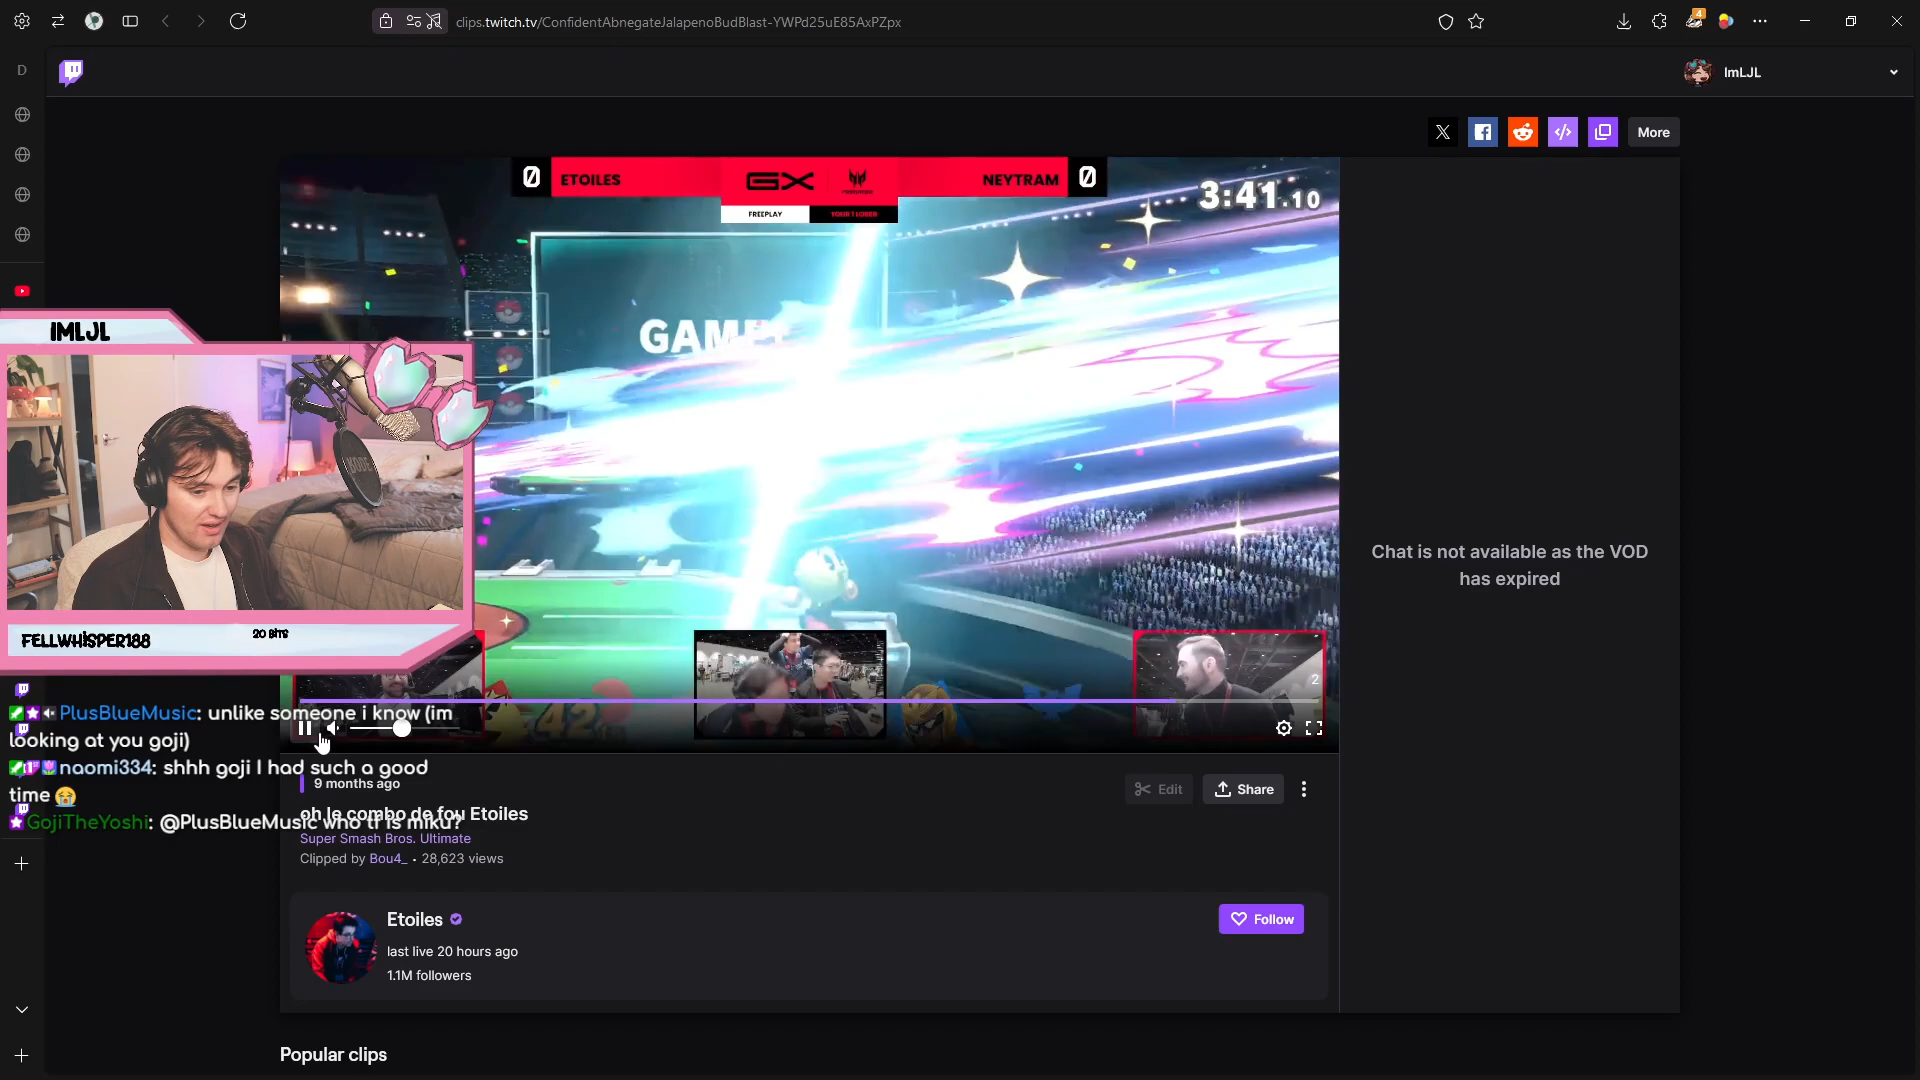 clips.twitch.tv/ConfidentAbnegateJalapenoBudBlast-YWPd25uE85AxPZpx
4
D
ImLJL
More
0 ETOILES GX NEYTRAM 0
FREEPLAY
3:41.10
GAME
IMLJL
KODE
Chat is not available as the VOD
has expired
FELLWHISPER188
20 BITS
2
PlusBlueMusic: unlike someone i know (im
looking at you goji)
naomi334: shhh goji I had such a good
time 😭
GojiTheYoshi: @PlusBlueMusic who tf is miku?
9 months ago
Edit
Share
oh le combo de fou Etoiles
Super Smash Bros. Ultimate
Clipped by Bou4_ • 28,623 views
Etoiles
last live 20 hours ago
1.1M followers
Follow
Popular clips